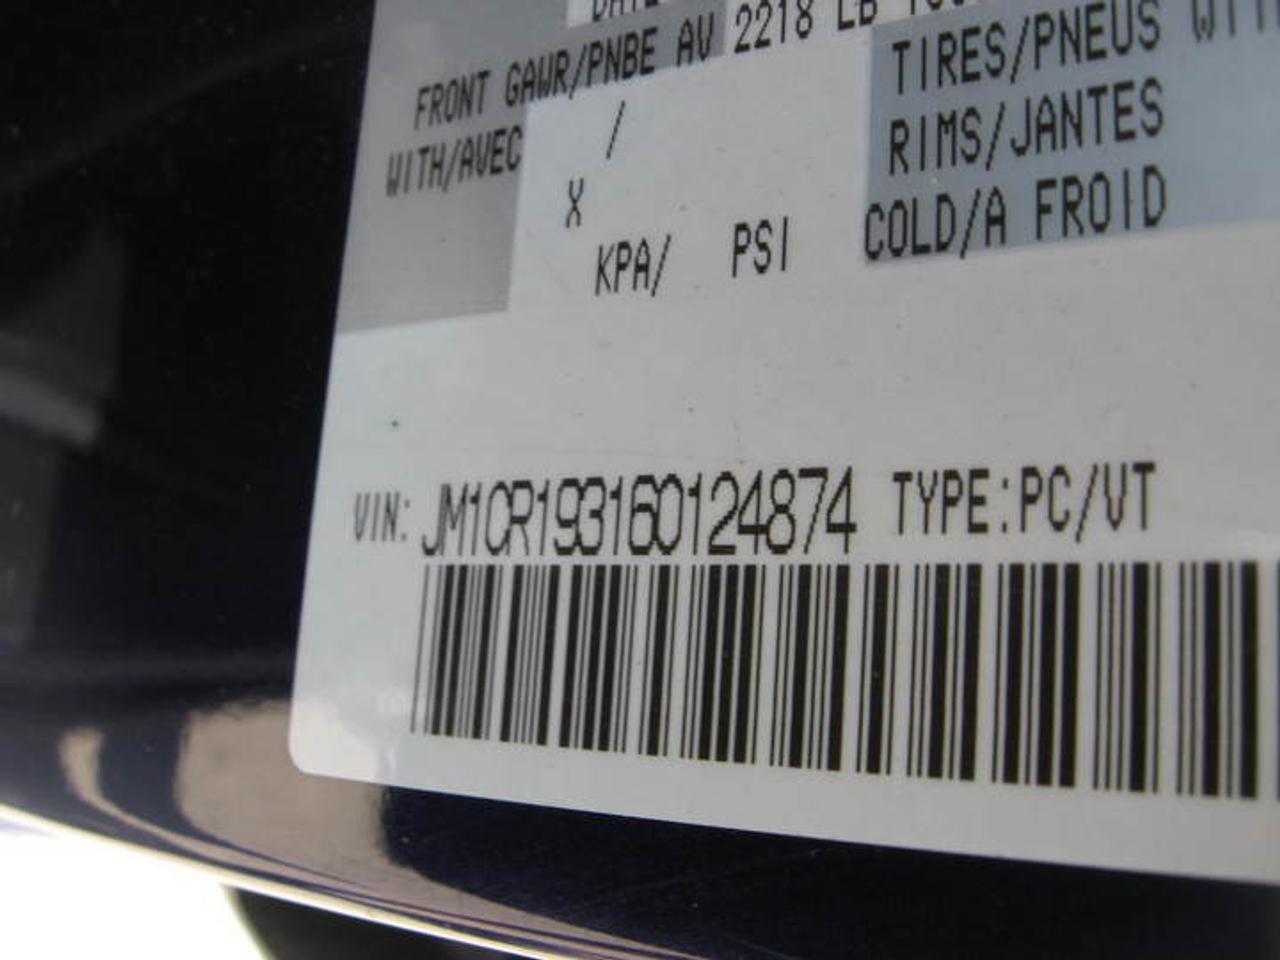 FRONT GAWR/PNBE AV 2218 LB
WITH/AVEC /
X
KPA/ PSI
TIRES/PNEUS
RIMS/JANTES
COLD/A FROID
VIN: JM1CR193160124874 TYPE:PC/VT